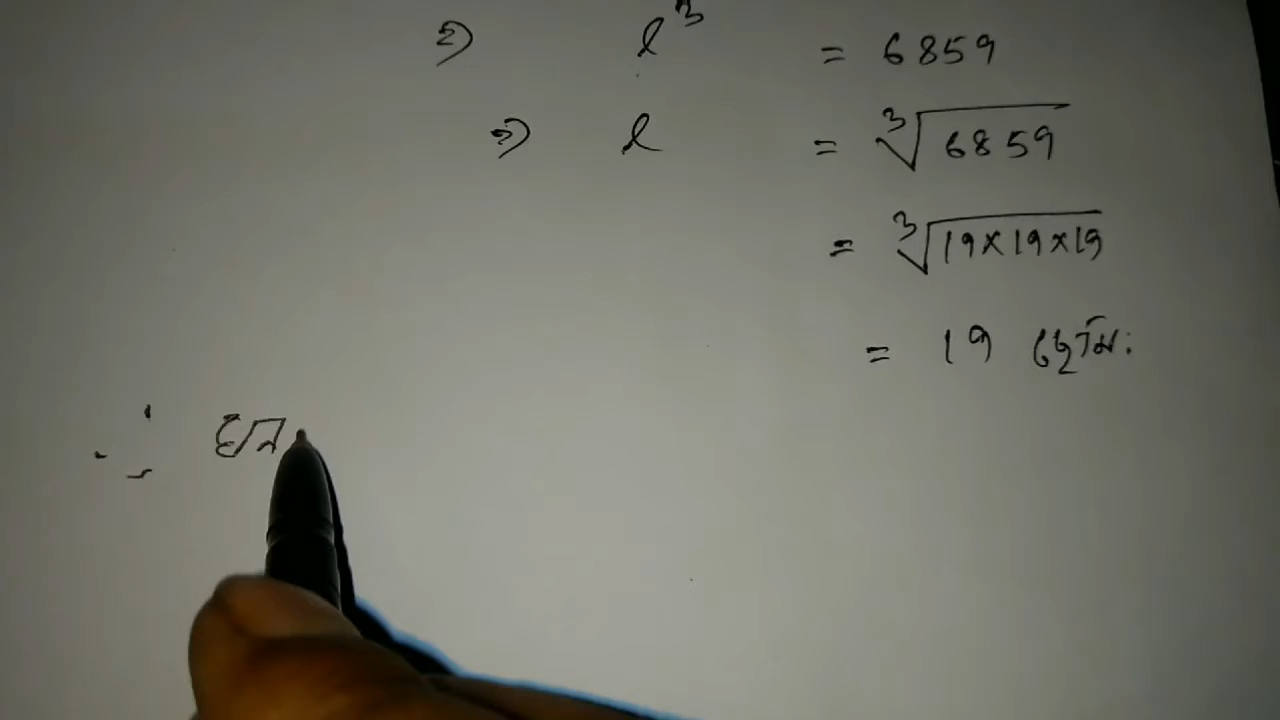 ⇒ l³ = 6859
⇒ l = ∛6859
= ∛19×19×19
= 19
∴